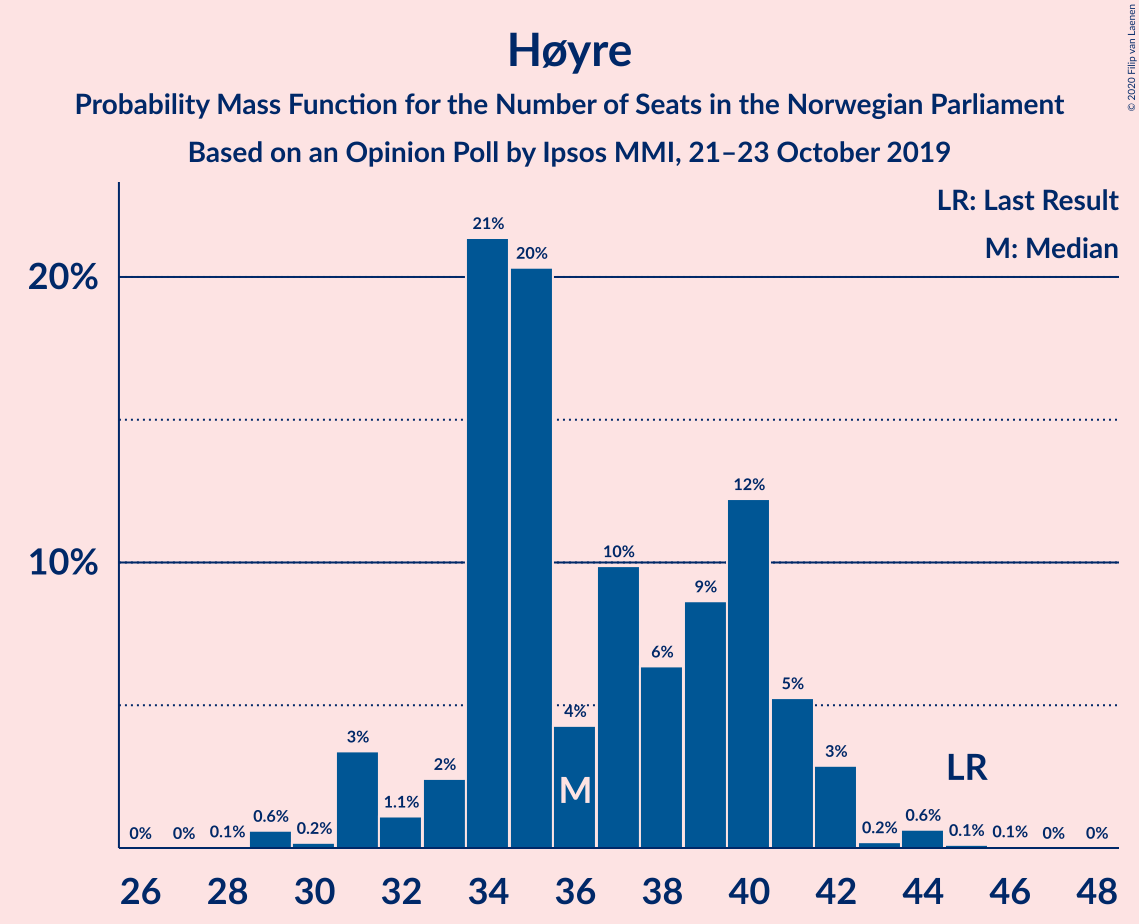 Høyre
Probability Mass Function for the Number of Seats in the Norwegian Parliament
Based on an Opinion Poll by Ipsos MMI, 21–23 October 2019
© 2020 Filip van Laenen
LR: Last Result
M: Median
20%
10%
0%
0%
0.1%
0.6%
0.2%
3%
1.1%
2%
21%
20%
4%
10%
6%
9%
12%
5%
3%
0.2%
0.6%
0.1%
0.1%
0%
0%
M
LR
26 28 30 32 34 36 38 40 42 44 46 48